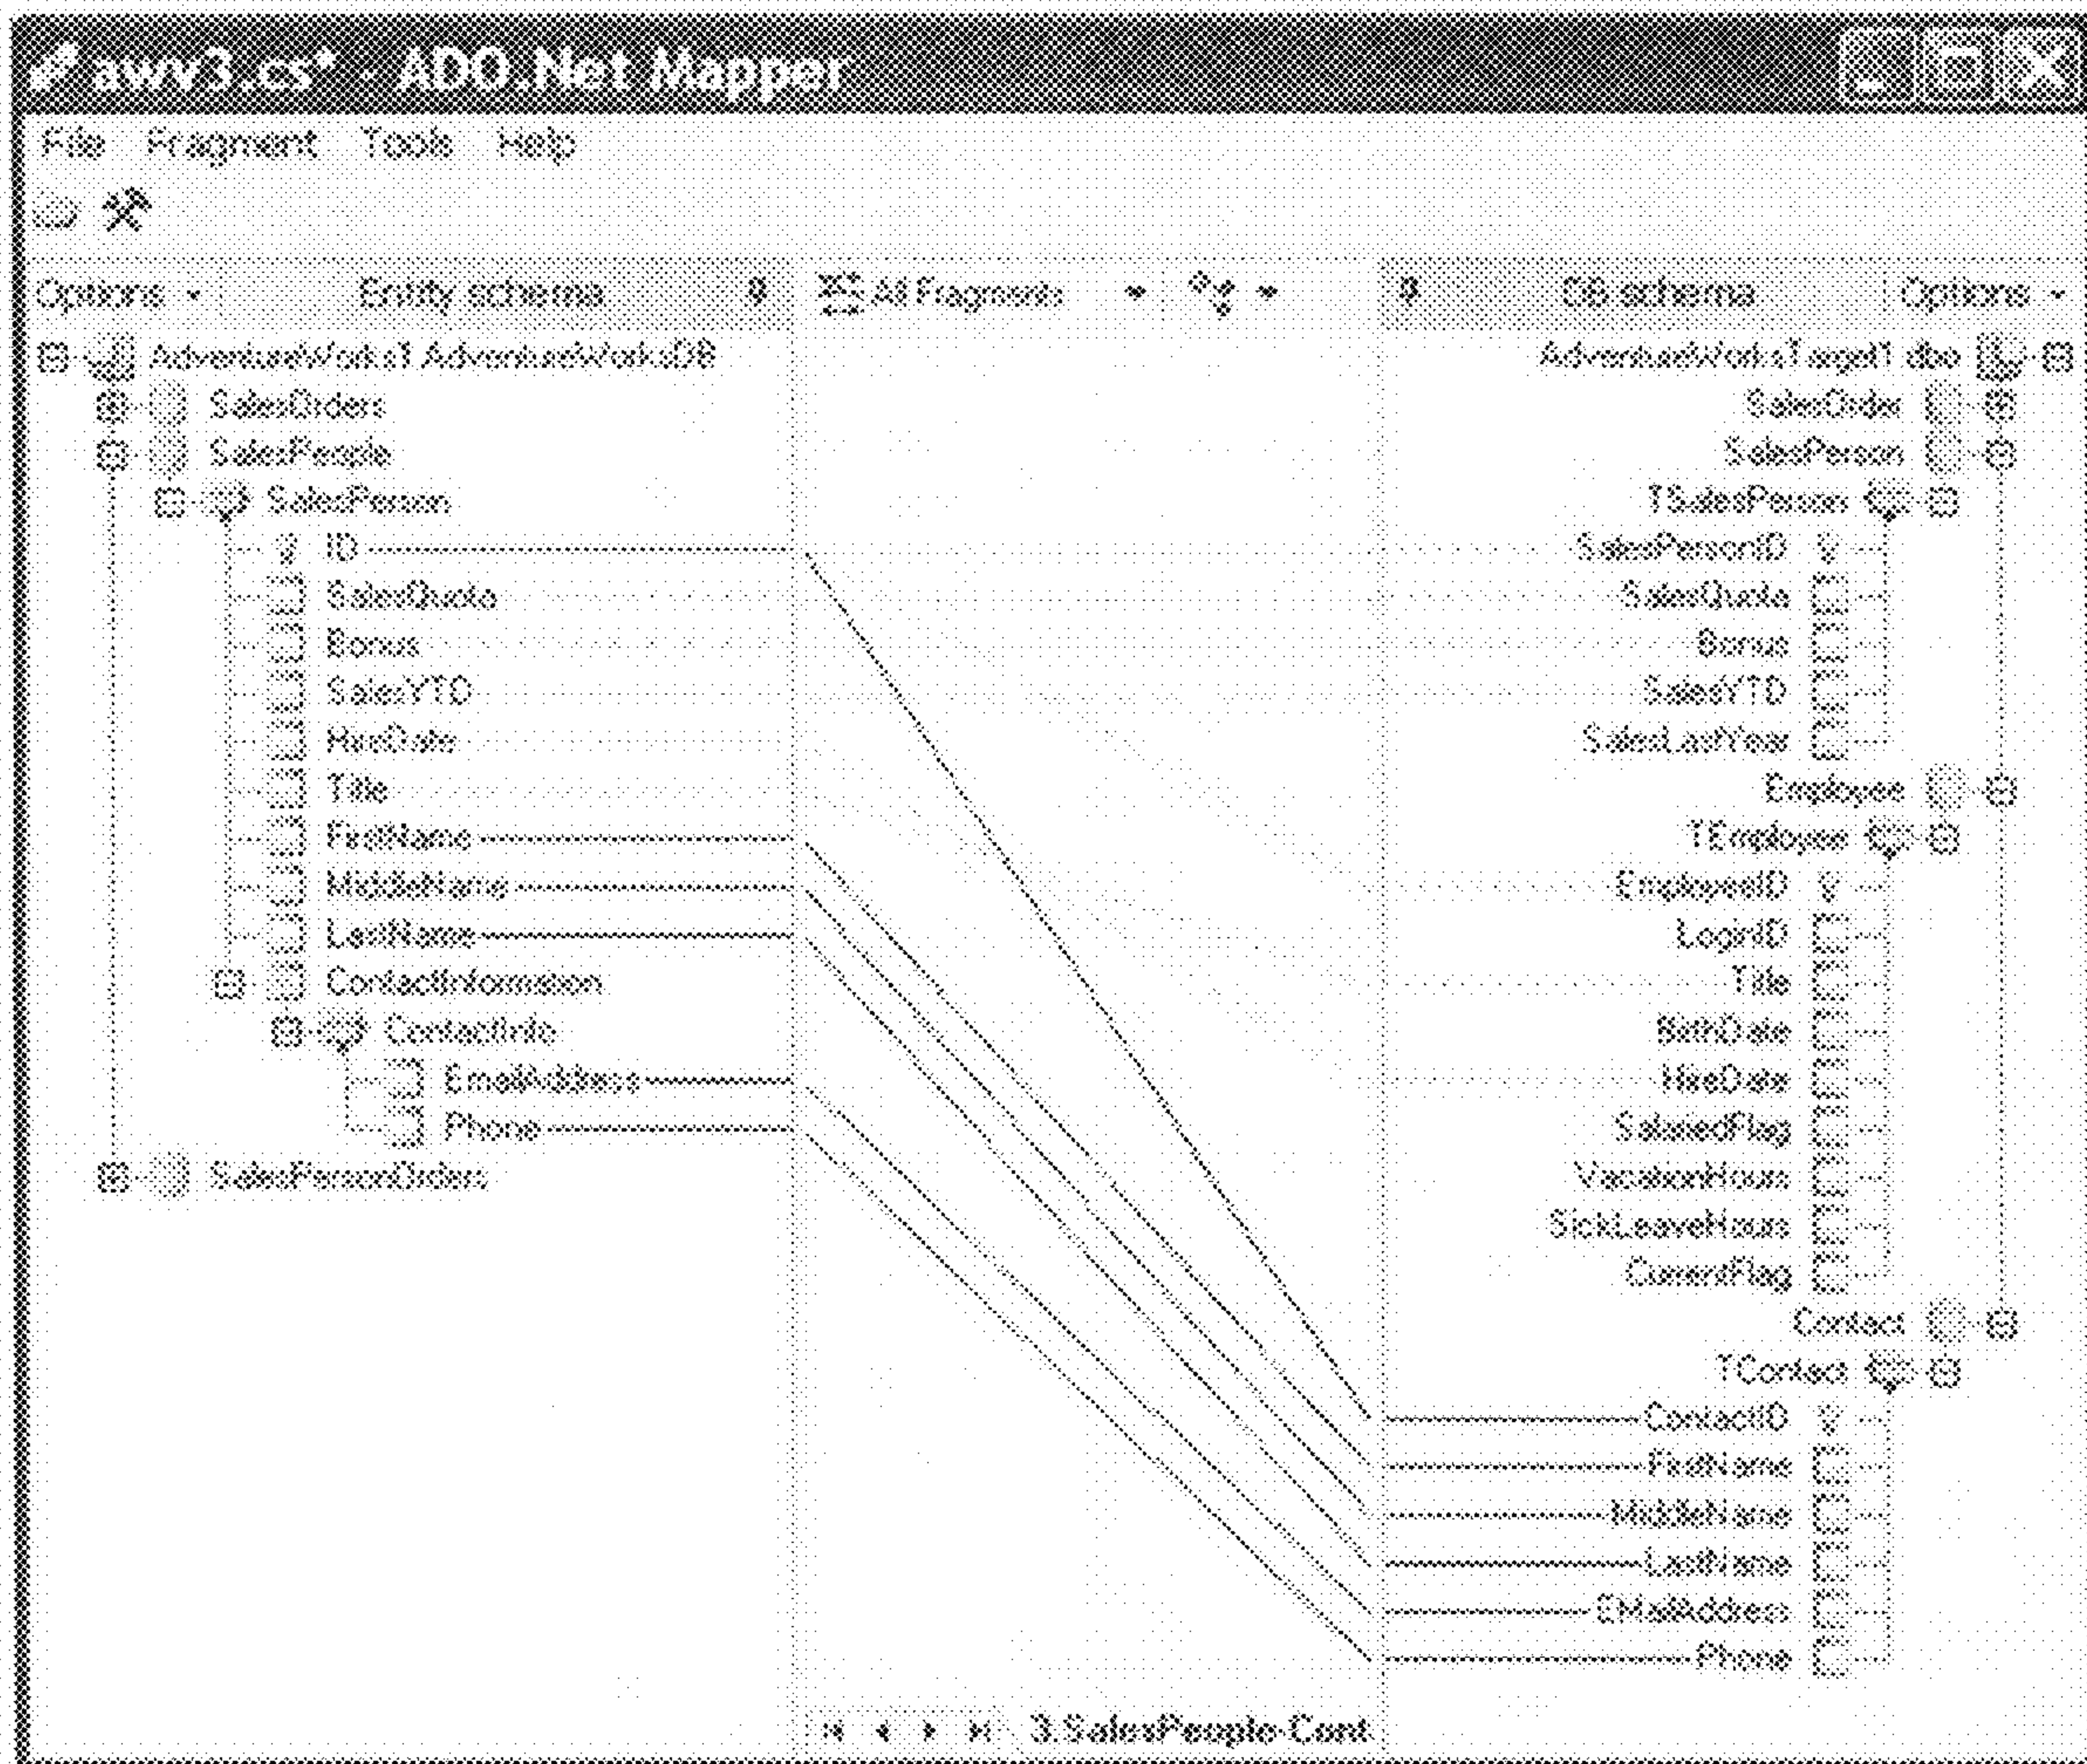 awv3.cs* - ADO.Net Mapper
File Fragment Tools Help
Options Entity schema All Fragments DB schema Options
AdventureWorks1 AdventureWorksDB AdventureWorksTarget1 dbo
SalesOrders SalesOrder
SalesPeople SalesPerson
SalesPerson TSalesPerson
ID SalesPersonID
SalesQuota SalesQuota
Bonus Bonus
SalesYTD SalesYTD
HireDate SalesLastYear
Title Employee
FirstName TEmployee
MiddleName EmployeeID
LastName LoginID
ContactInformation Title
ContactInfo BirthDate
EmailAddress HireDate
Phone SalariedFlag
SalesPersonOrders VacationHours
SickLeaveHours
CurrentFlag
Contact
TContact
ContactID
FirstName
MiddleName
LastName
EMailAddress
Phone
3.SalesPeople-Cont